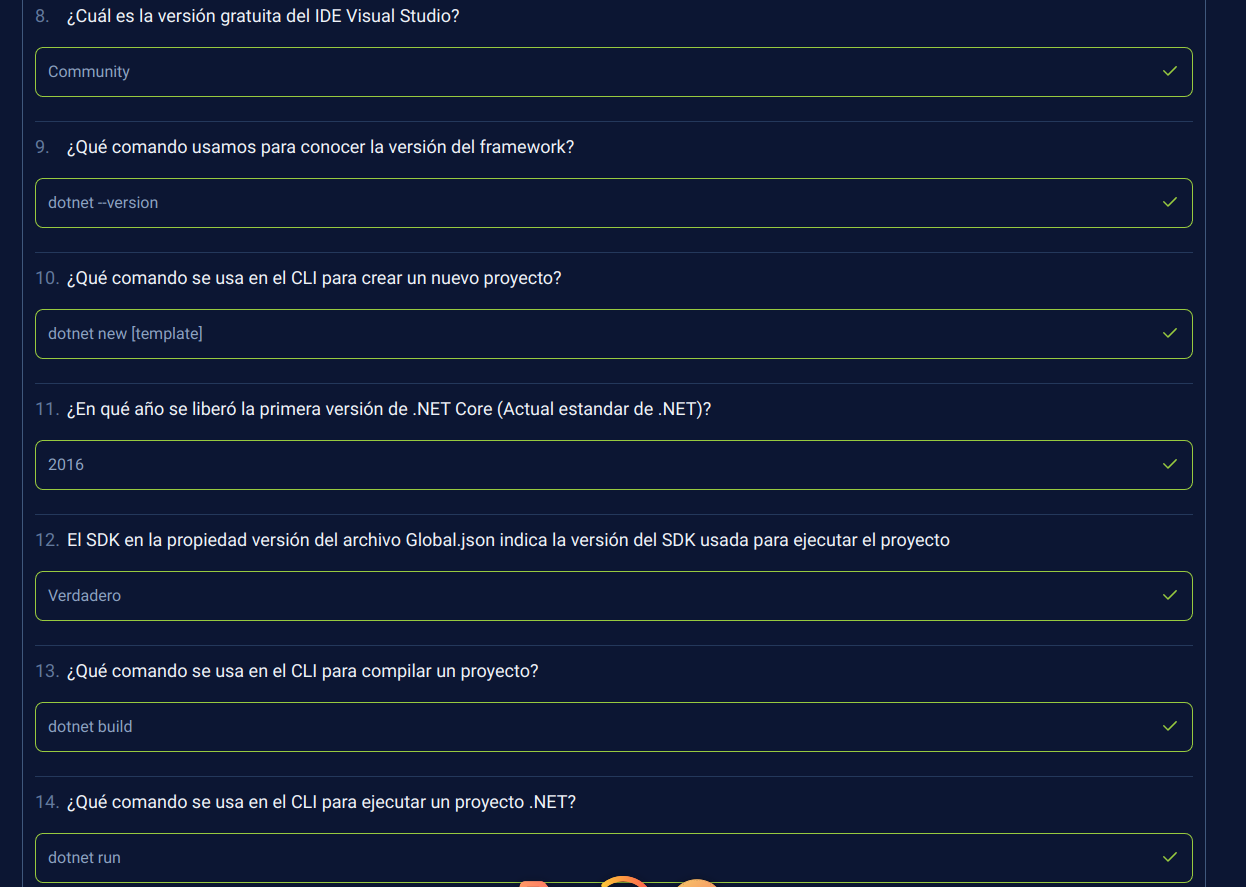 8. ¿Cuál es la versión gratuita del IDE Visual Studio?
Community
9. ¿Qué comando usamos para conocer la versión del framework?
dotnet --version
10. ¿Qué comando se usa en el CLI para crear un nuevo proyecto?
dotnet new [template]
11. ¿En qué año se liberó la primera versión de .NET Core (Actual estandar de .NET)?
2016
12. El SDK en la propiedad versión del archivo Global.json indica la versión del SDK usada para ejecutar el proyecto
Verdadero
13. ¿Qué comando se usa en el CLI para compilar un proyecto?
dotnet build
14. ¿Qué comando se usa en el CLI para ejecutar un proyecto .NET?
dotnet run